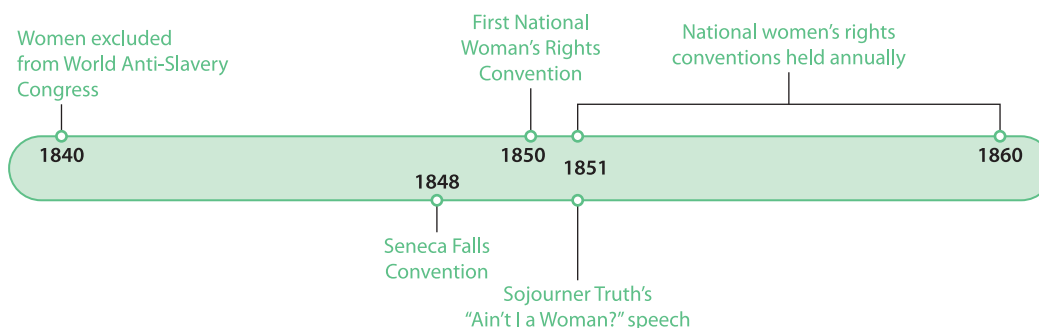 Women excluded
from World Anti-Slavery
Congress
First National
Woman’s Rights
Convention
National women’s rights
conventions held annually
1840
1850
1851
1860
1848
Seneca Falls
Convention
Sojourner Truth’s
“Ain’t I a Woman?” speech